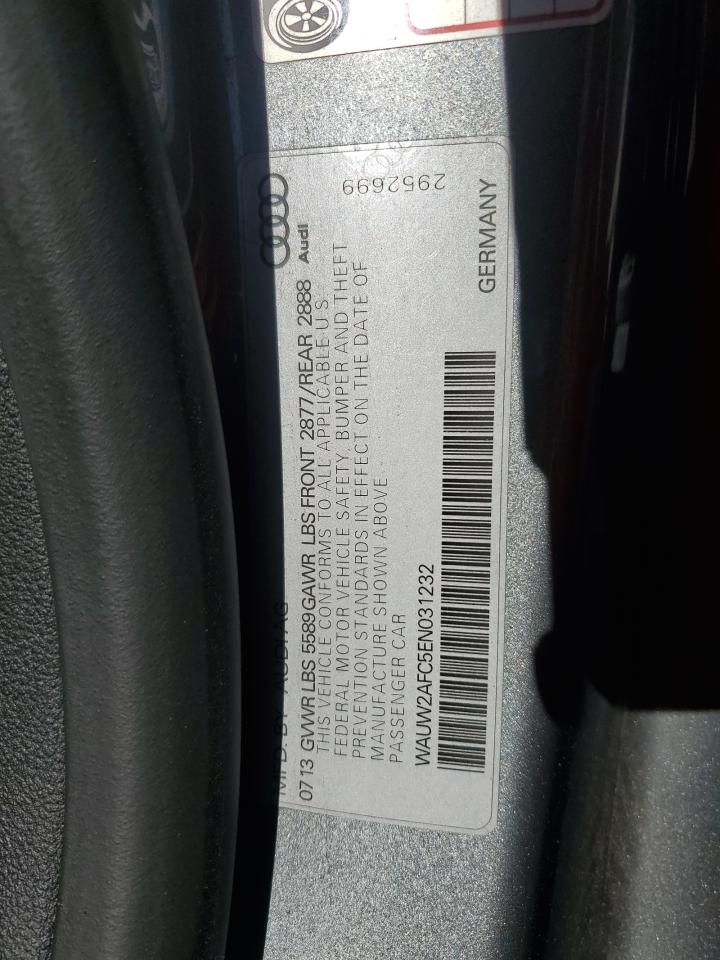 MFD. BY AUDI AG
0713 GVWR LBS 5589 GAWR LBS FRONT 2877/REAR 2888
THIS VEHICLE CONFORMS TO ALL APPLICABLE U.S.
FEDERAL MOTOR VEHICLE SAFETY, BUMPER AND THEFT
PREVENTION STANDARDS IN EFFECT ON THE DATE OF
MANUFACTURE SHOWN ABOVE
PASSENGER CAR
WAUW2AFC5EN031232
Audi
2952699
GERMANY